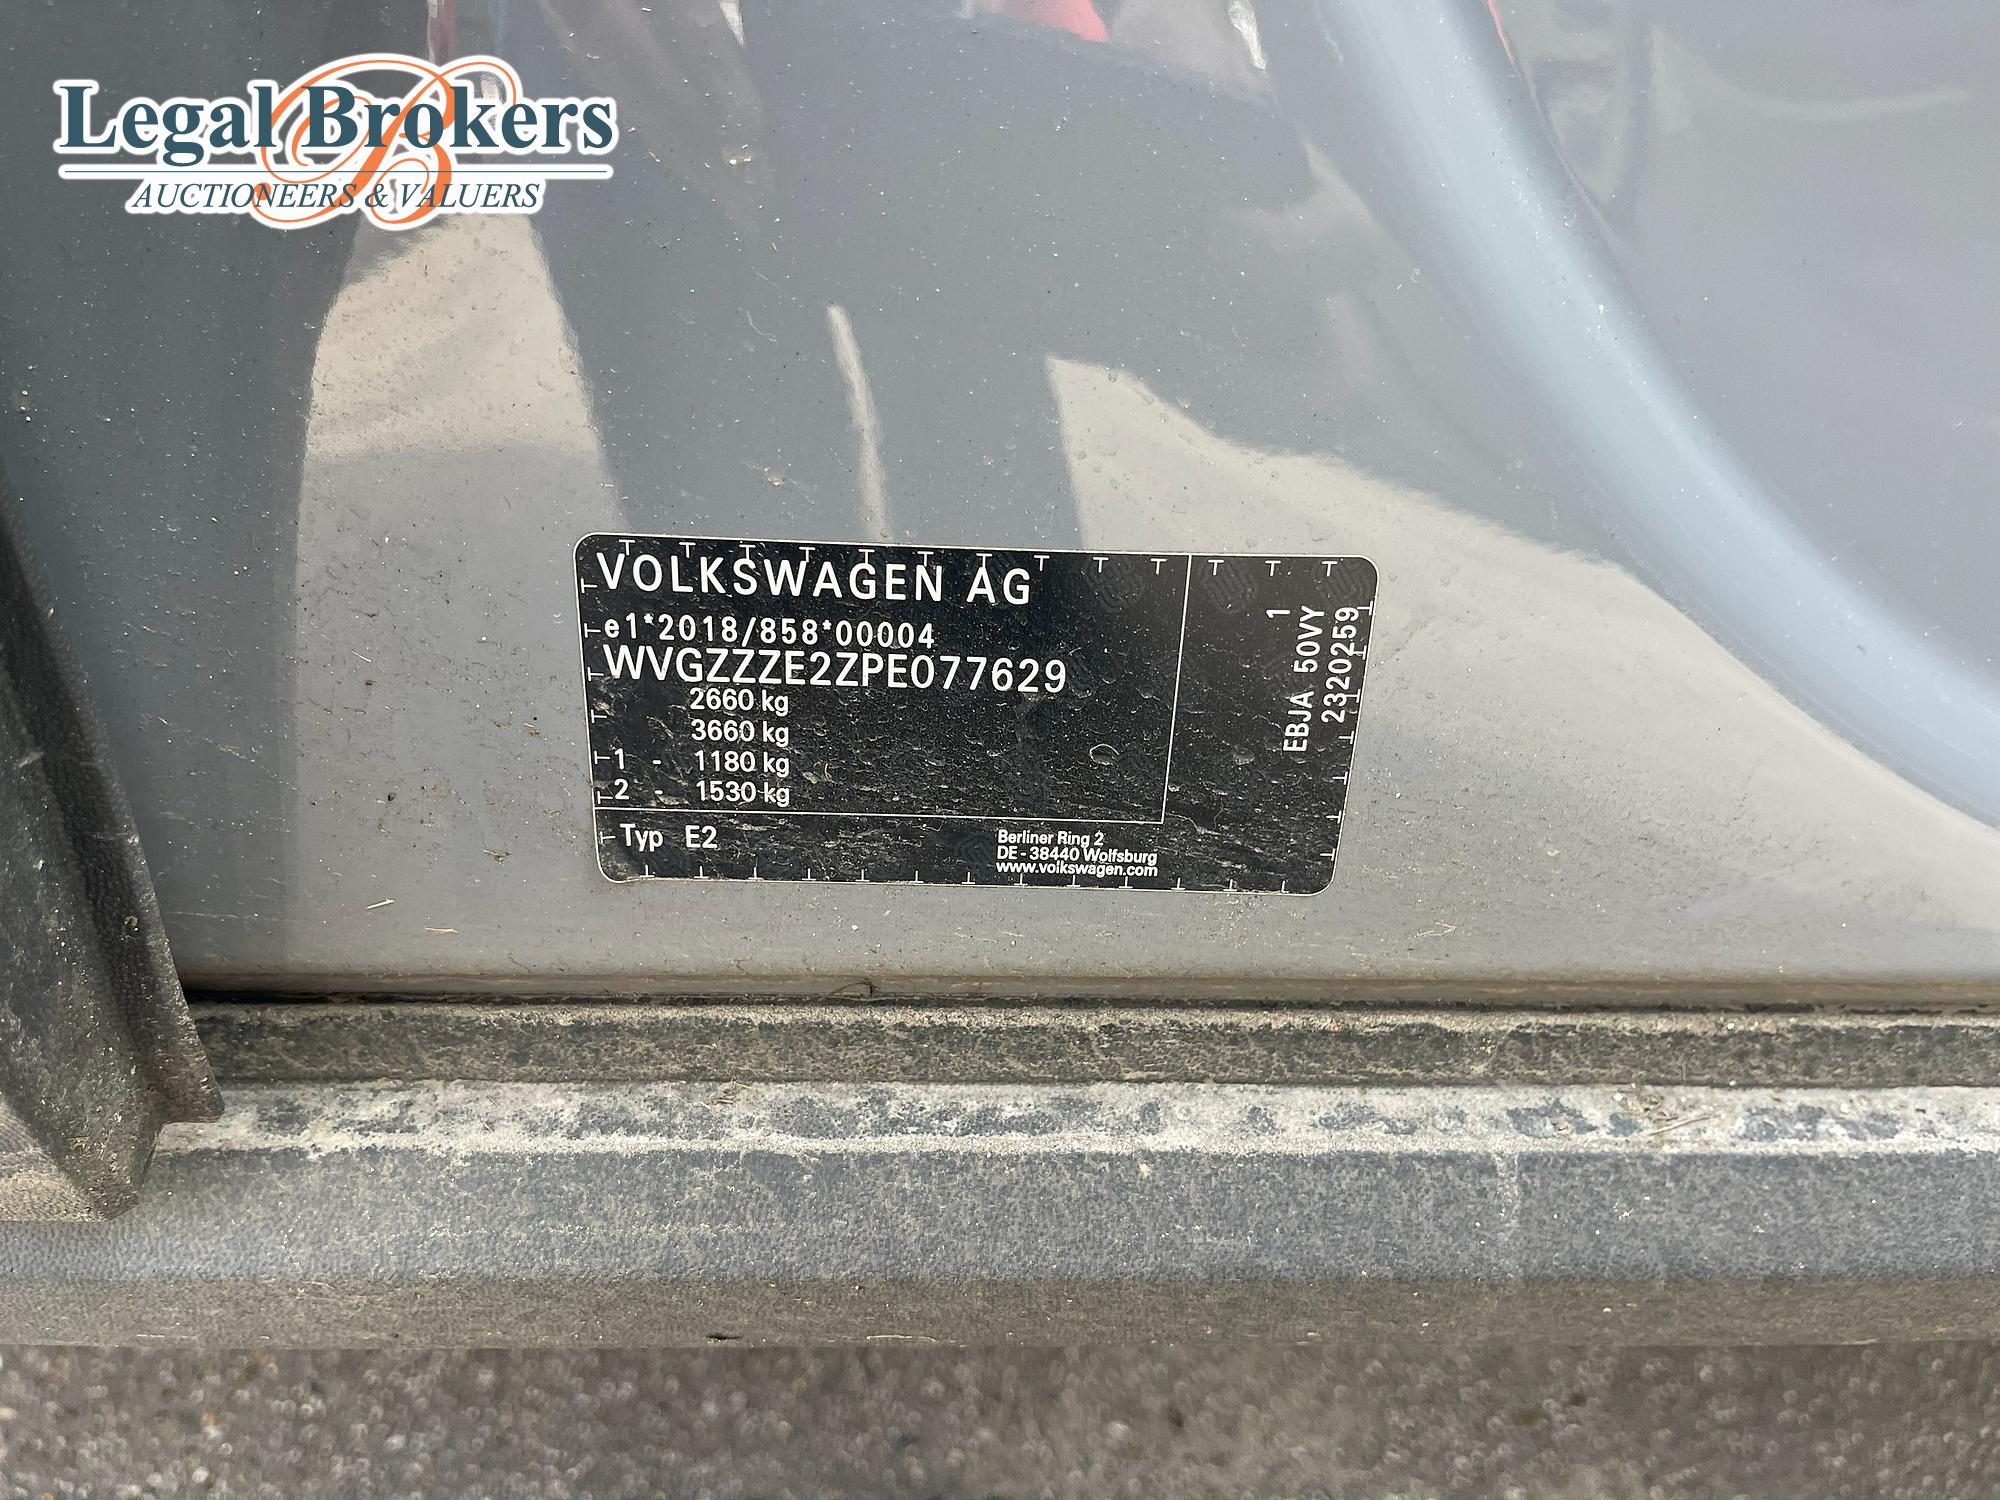 Legal Brokers
AUCTIONEERS & VALUERS
VOLKSWAGEN AG
e1*2018/858*00004
WVGZZZE2ZPE077629
2660 kg
3660 kg
1 - 1180 kg
2 - 1530 kg
Typ E2
Berliner Ring 2
DE - 38440 Wolfsburg
www.volkswagen.com
1
EBJA 50VY
2320259